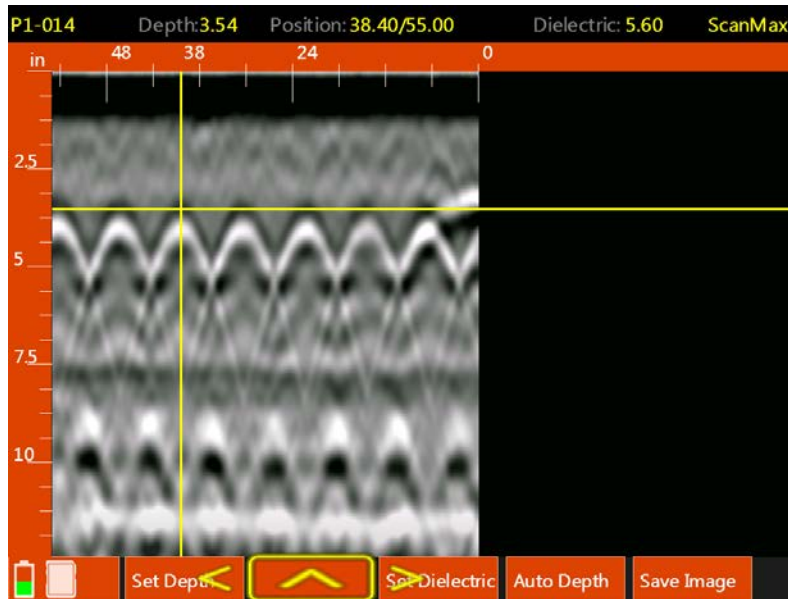 P1-014 Depth:3.54 Position: 38.40/55.00 Dielectric: 5.60 ScanMax
in 48 38 24 0
2.5
5
7.5
10
Set Depth Set Dielectric Auto Depth Save Image